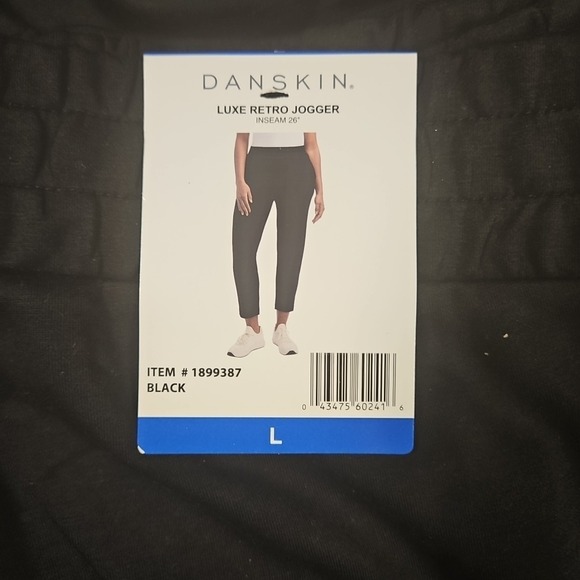 DANSKIN®
LUXE RETRO JOGGER
INSEAM 26"
ITEM # 1899387
BLACK
0 43475 60241 6
L